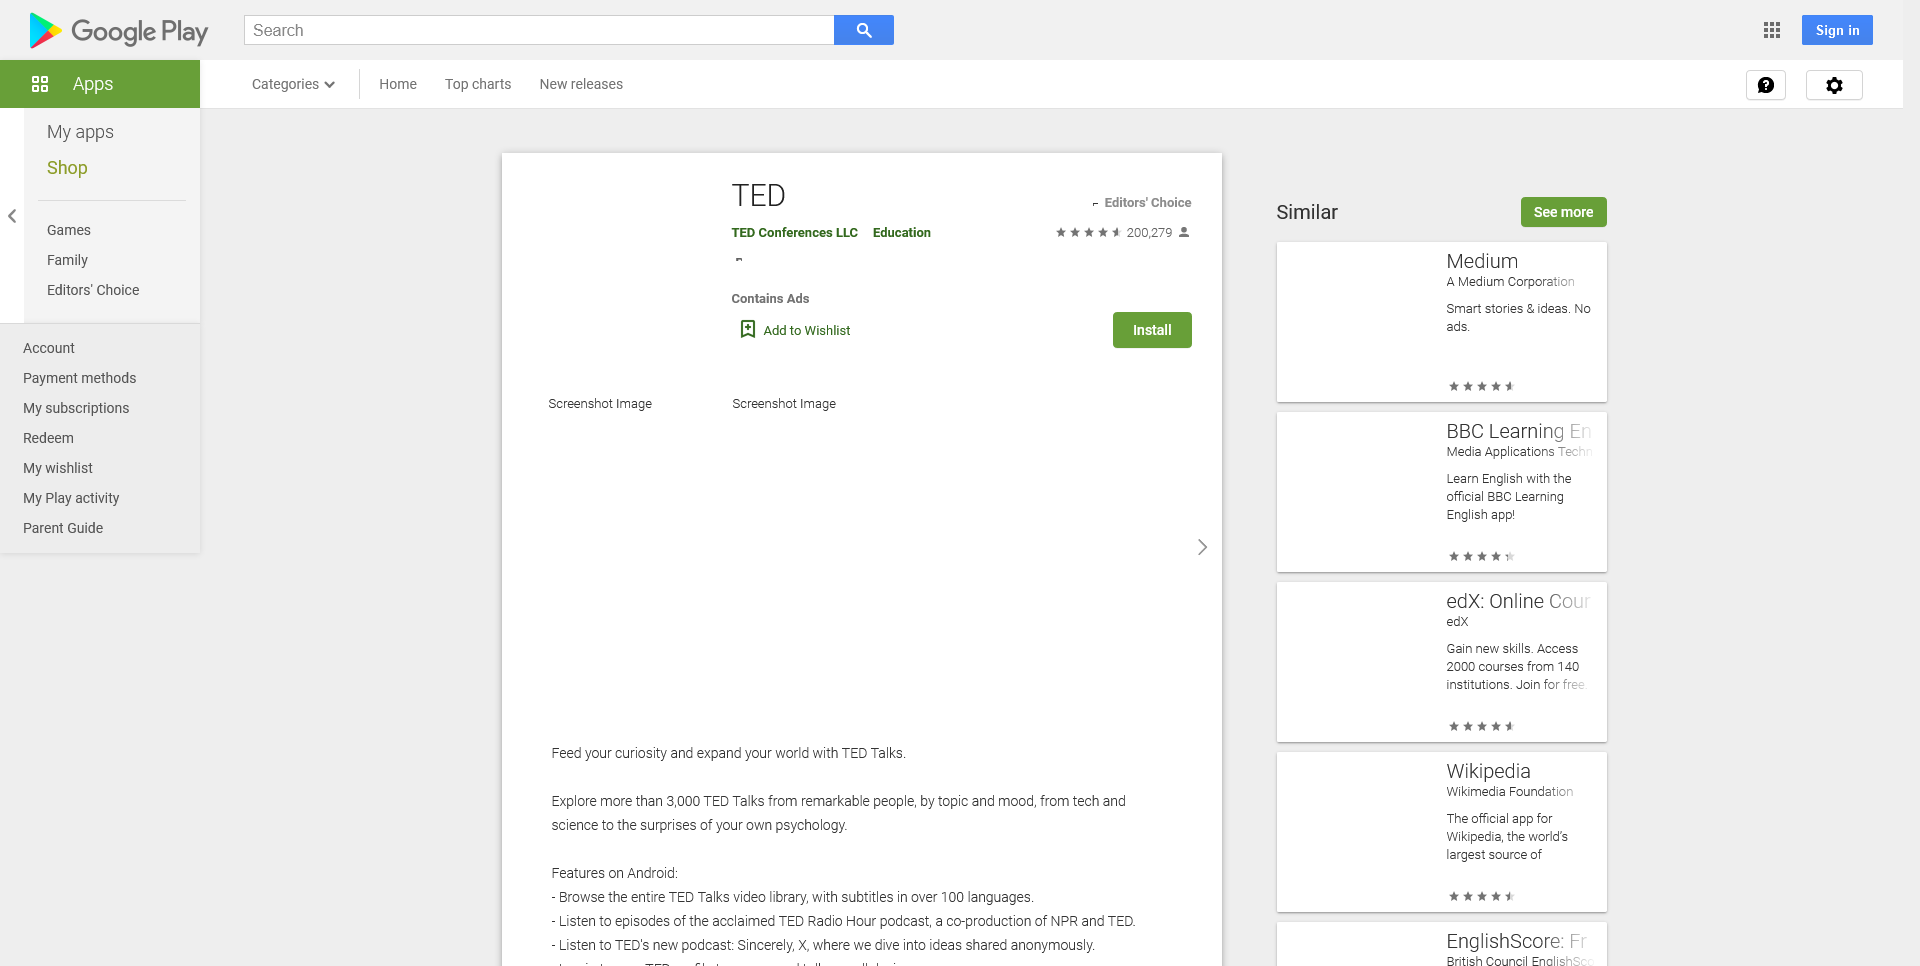 Google Play
Search
Sign in
Apps
Categories
Home
Top charts
New releases
My apps
Shop
Games
Family
Editors' Choice
Account
Payment methods
My subscriptions
Redeem
My wishlist
My Play activity
Parent Guide
TED
Editors' Choice
TED Conferences LLC Education
200,279
Contains Ads
Add to Wishlist
Install
Screenshot Image
Screenshot Image
Feed your curiosity and expand your world with TED Talks.
Explore more than 3,000 TED Talks from remarkable people, by topic and mood, from tech and
science to the surprises of your own psychology.
Features on Android:
- Browse the entire TED Talks video library, with subtitles in over 100 languages.
- Listen to episodes of the acclaimed TED Radio Hour podcast, a co-production of NPR and TED.
- Listen to TED's new podcast: Sincerely, X, where we dive into ideas shared anonymously.
Similar
See more
Medium
A Medium Corporation
Smart stories & ideas. No
ads.
BBC Learning En
Media Applications Techn
Learn English with the
official BBC Learning
English app!
edX: Online Cour
edX
Gain new skills. Access
2000 courses from 140
institutions. Join for free.
Wikipedia
Wikimedia Foundation
The official app for
Wikipedia, the world's
largest source of
EnglishScore: Fr
British Council EnglishSco